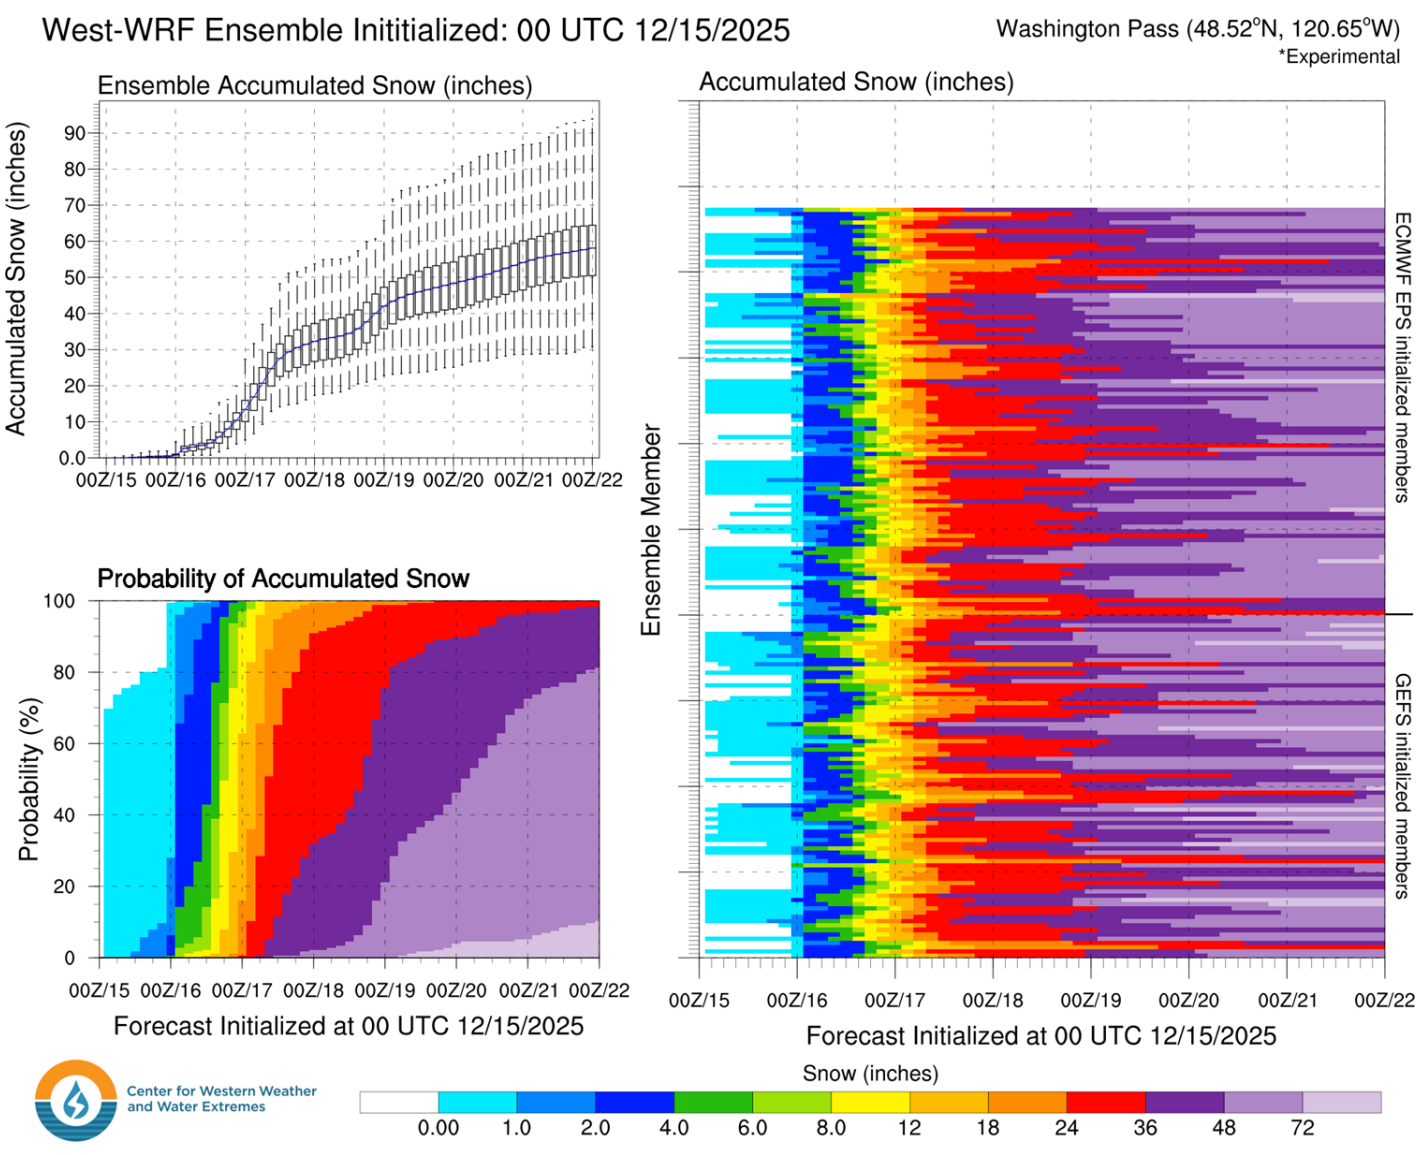 West-WRF Ensemble Inititialized: 00 UTC 12/15/2025
Washington Pass (48.52°N, 120.65°W)
*Experimental
Ensemble Accumulated Snow (inches)
Accumulated Snow (inches)
90
80
70
60
50
40
30
20
10
0.0
00Z/15 00Z/16 00Z/17 00Z/18 00Z/19 00Z/20 00Z/21 00Z/22
Probability of Accumulated Snow
Probability (%)
100
80
60
40
20
0
00Z/15 00Z/16 00Z/17 00Z/18 00Z/19 00Z/20 00Z/21 00Z/22
Forecast Initialized at 00 UTC 12/15/2025
Accumulated Snow (inches)
Ensemble Member
ECMWF EPS initialized members
GEFS initialized members
00Z/15 00Z/16 00Z/17 00Z/18 00Z/19 00Z/20 00Z/21 00Z/22
Forecast Initialized at 00 UTC 12/15/2025
Center for Western Weather
and Water Extremes
Snow (inches)
0.00 1.0 2.0 4.0 6.0 8.0 12 18 24 36 48 72